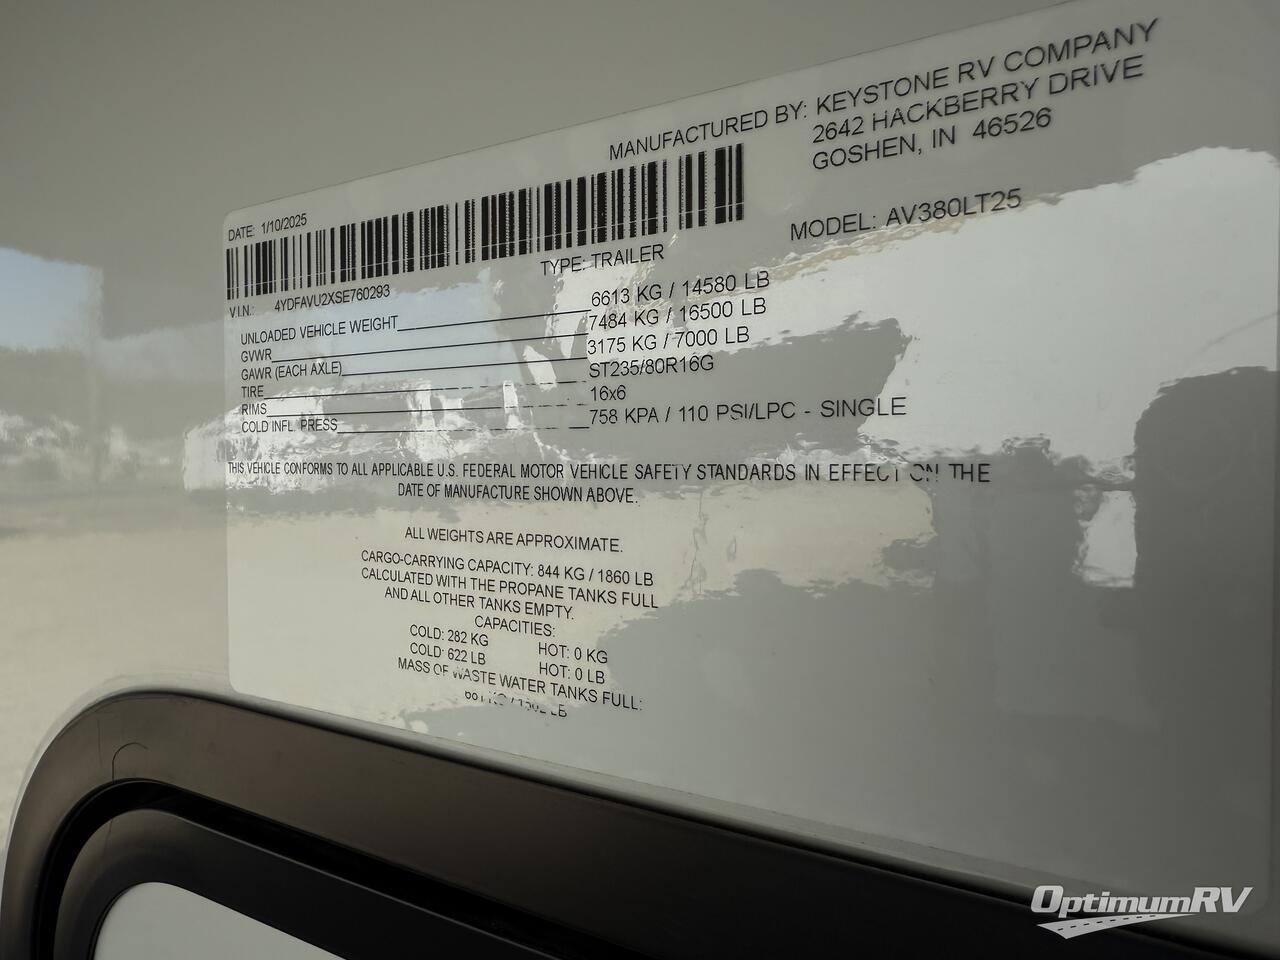 MANUFACTURED BY: KEYSTONE RV COMPANY
2642 HACKBERRY DRIVE
GOSHEN, IN 46526
DATE: 1/10/2025
MODEL: AV380LT25
TYPE: TRAILER
V.I.N.: 4YDFAVU2XSE760293
UNLOADED VEHICLE WEIGHT 6613 KG / 14580 LB
GVWR 7484 KG / 16500 LB
GAWR (EACH AXLE) 3175 KG / 7000 LB
TIRE ST235/80R16G
RIMS 16x6
COLD INFL. PRESS 758 KPA / 110 PSI/LPC - SINGLE
THIS VEHICLE CONFORMS TO ALL APPLICABLE U.S. FEDERAL MOTOR VEHICLE SAFETY STANDARDS IN EFFECT ON THE
DATE OF MANUFACTURE SHOWN ABOVE.
ALL WEIGHTS ARE APPROXIMATE.
CARGO-CARRYING CAPACITY: 844 KG / 1860 LB
CALCULATED WITH THE PROPANE TANKS FULL
AND ALL OTHER TANKS EMPTY.
CAPACITIES:
COLD: 282 KG HOT: 0 KG
COLD: 622 LB HOT: 0 LB
MASS OF WASTE WATER TANKS FULL:
KG / LB
OptimumRV